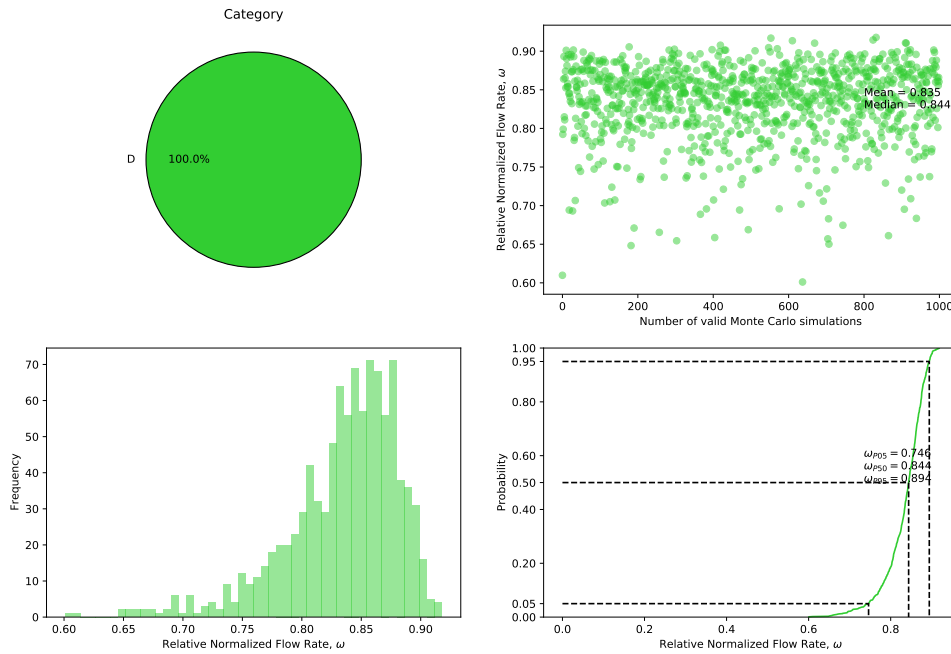 Category
D
100.0%
Relative Normalized Flow Rate, ω
0.90
0.85
0.80
0.75
0.70
0.65
0.60
Mean = 0.835
Median = 0.844
0 200 400 600 800 1000
Number of valid Monte Carlo simulations
Frequency
70
60
50
40
30
20
10
0
0.60 0.65 0.70 0.75 0.80 0.85 0.90
Relative Normalized Flow Rate, ω
Probability
1.00
0.95
0.80
0.60
0.50
0.40
0.20
0.05
0.00
ωP05 = 0.746
ωP50 = 0.844
ωP95 = 0.894
0.0 0.2 0.4 0.6 0.8
Relative Normalized Flow Rate, ω